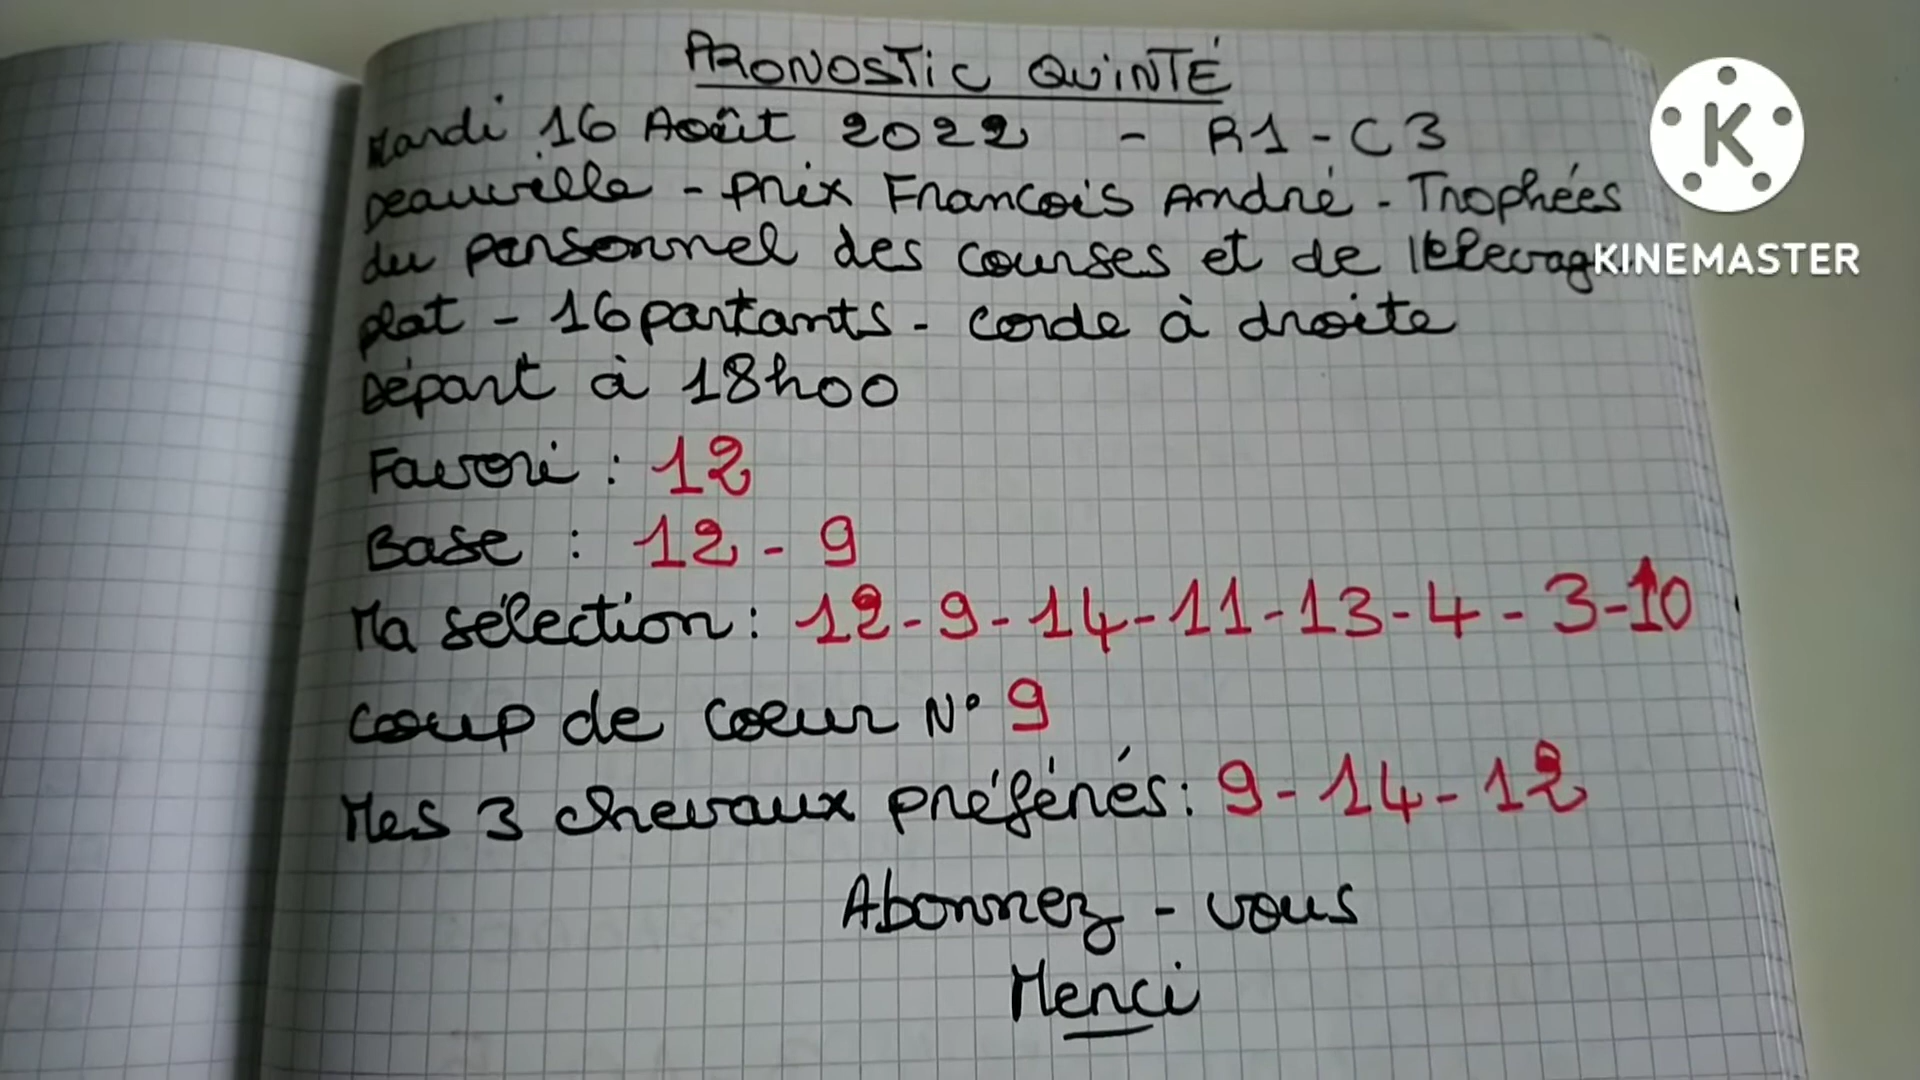 PRONOSTIC QUINTÉ
Mardi 16 Août 2022 - R1 - C3
Deauville - prix Francois André - Trophées
du personnel des courses et de
plat - 16 partants - corde à droite
Départ à 18h00
Favori : 12
Base : 12 - 9
Ma sélection : 12 - 9 - 14 - 11 - 13 - 4 - 3 - 10
coup de coeur N° 9
Mes 3 chevaux préférés : 9 - 14 - 12
Abonnez - vous
Merci
K
KINEMASTER